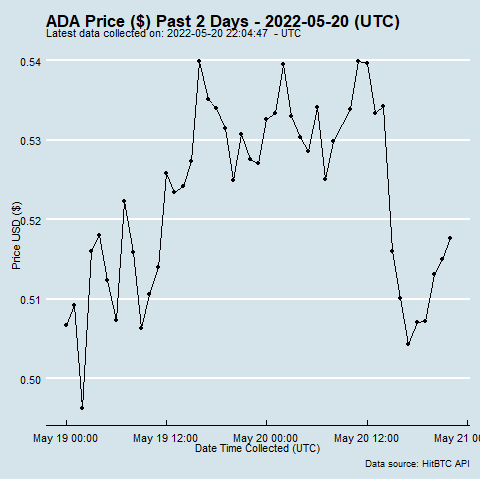 ADA Price ($) Past 2 Days - 2022-05-20 (UTC)
Latest data collected on: 2022-05-20 22:04:47 - UTC
0.54
0.53
0.52
0.51
0.50
Price USD ($)
May 19 00:00 May 19 12:00 May 20 00:00 May 20 12:00 May 21 00
Date Time Collected (UTC)
Data source: HitBTC API